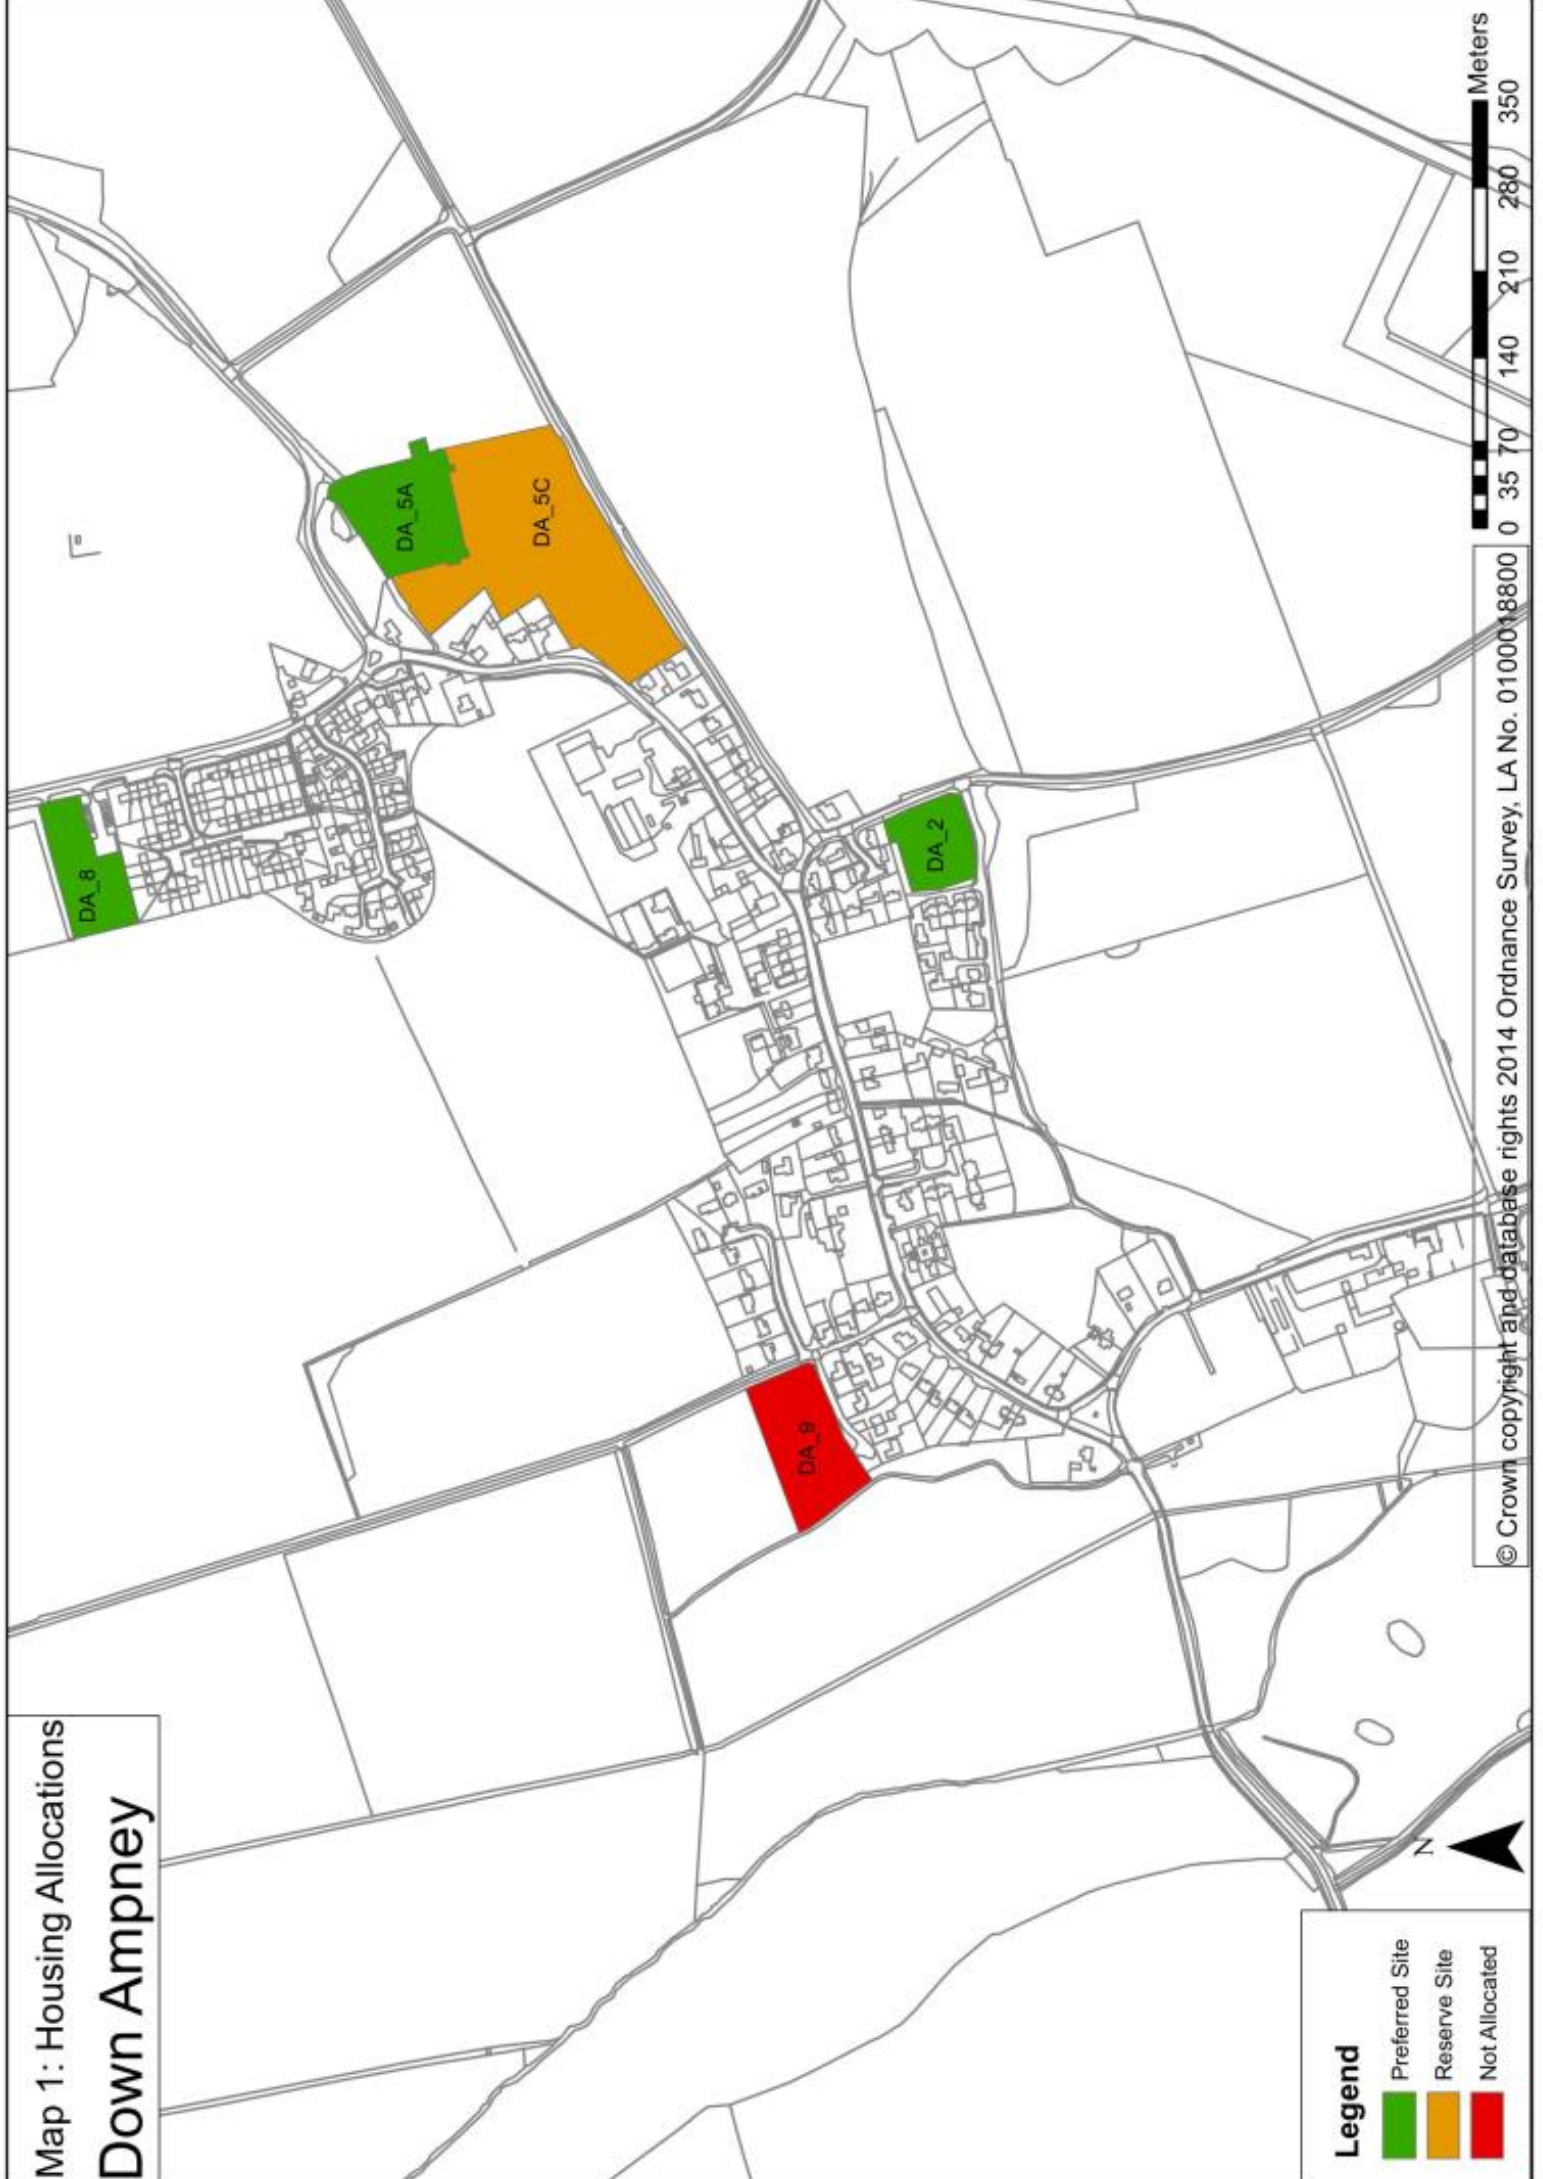 Map 1: Housing Allocations
Down Ampney
DA_8
DA_5A
DA_5C
DA_2
DA_9
Legend
Preferred Site
Reserve Site
Not Allocated
N
© Crown copyright and database rights 2014 Ordnance Survey, LA No. 0100018800
0 35 70 140 210 280 350
Meters